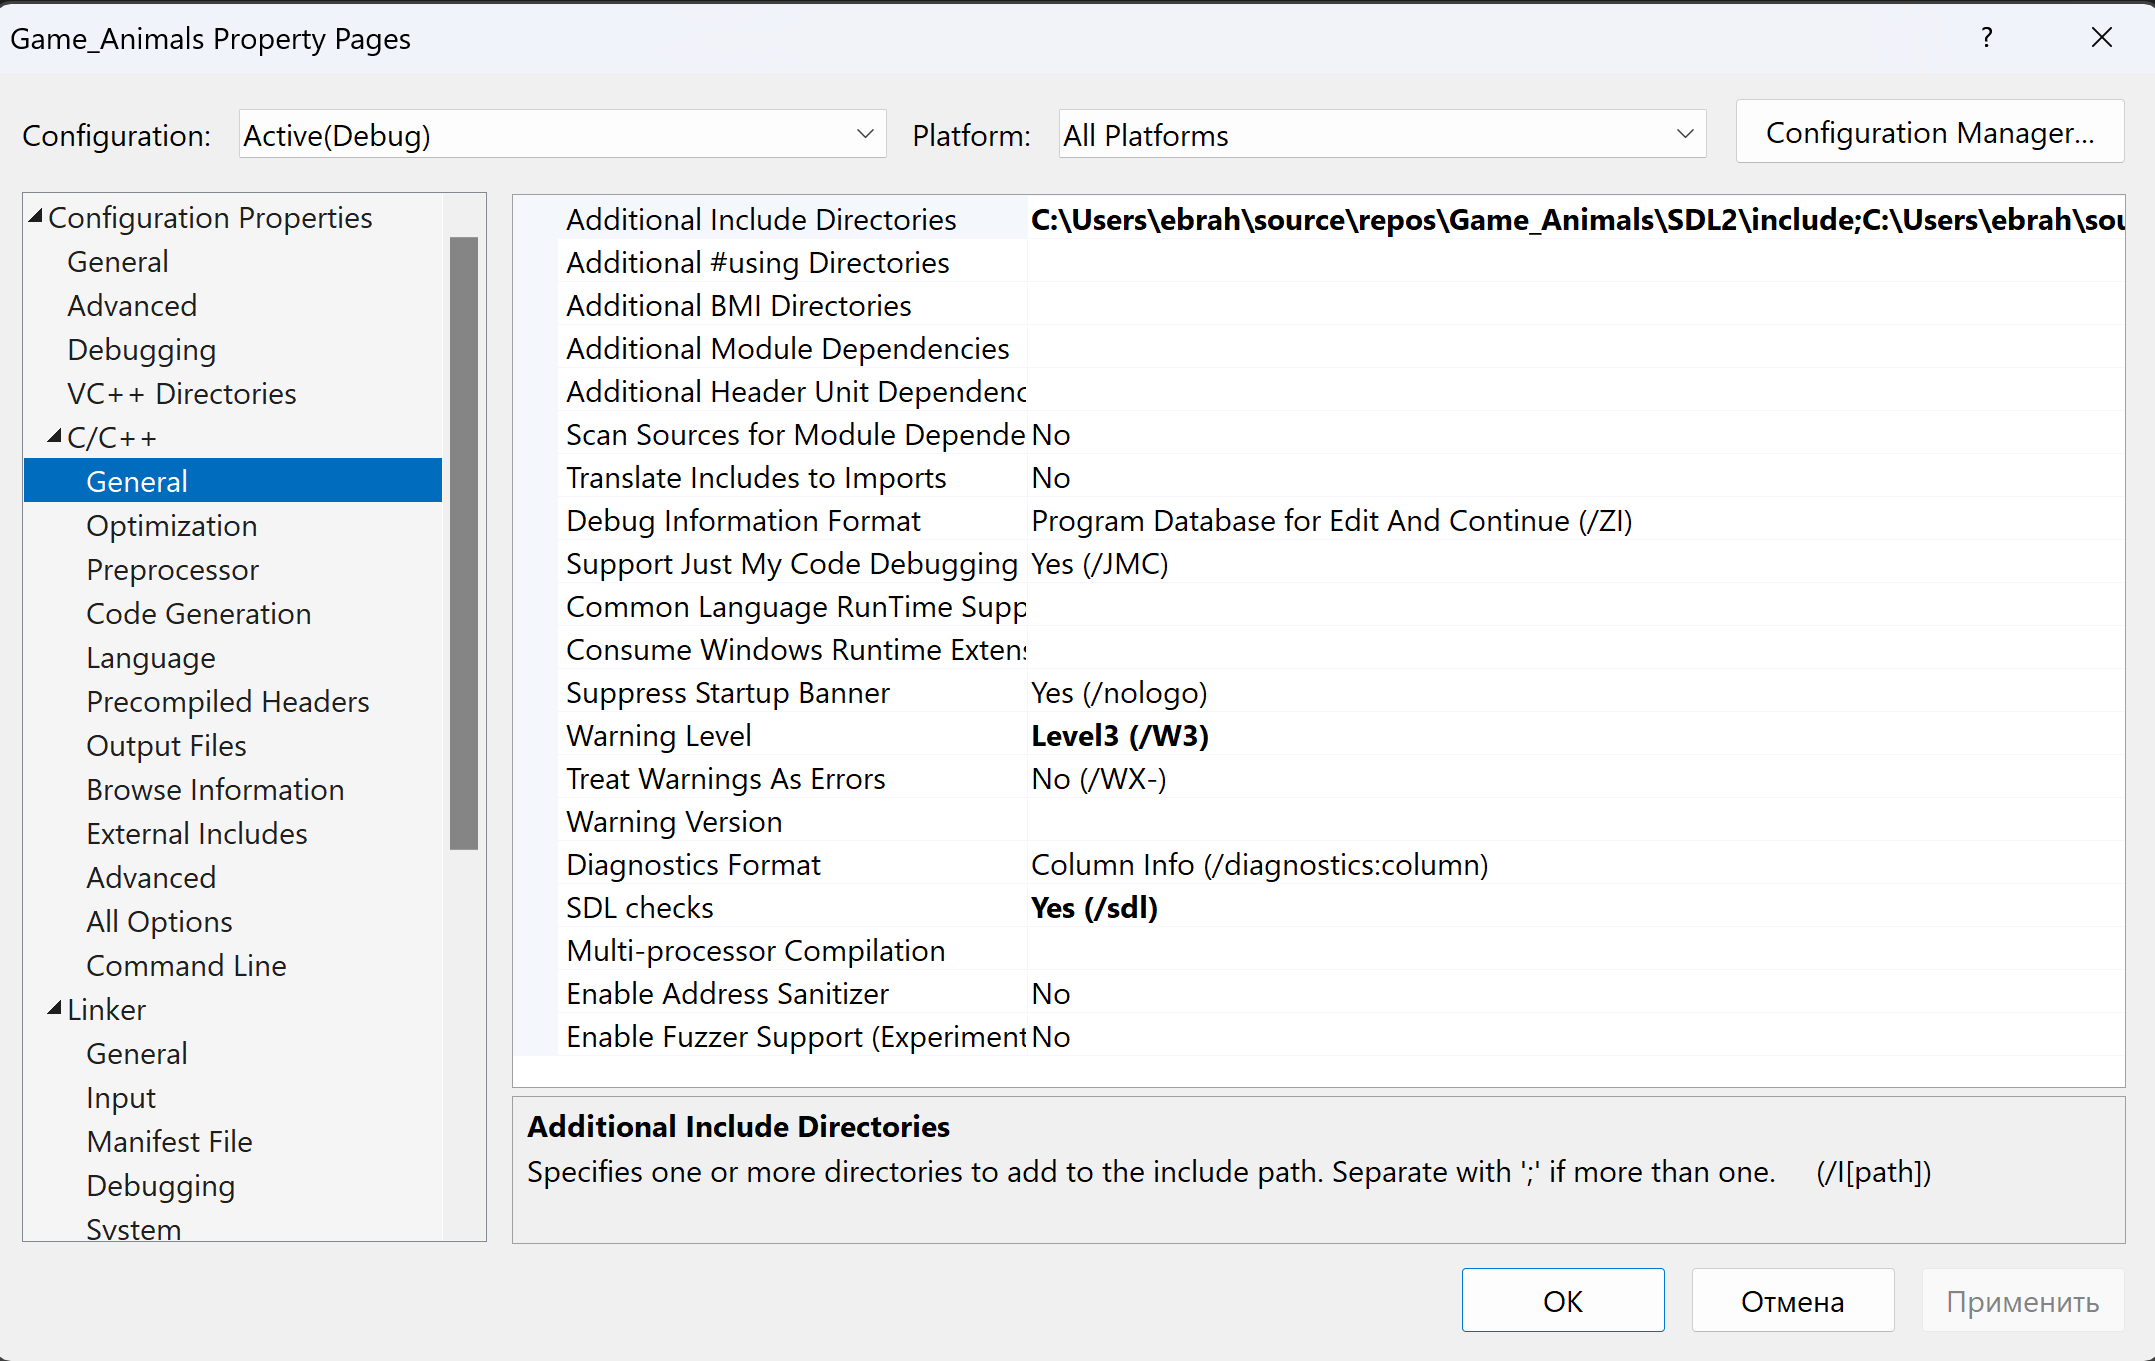 Game_Animals Property Pages
?
Configuration: Active(Debug) Platform: All Platforms Configuration Manager...
Configuration Properties
General
Advanced
Debugging
VC++ Directories
C/C++
General
Optimization
Preprocessor
Code Generation
Language
Precompiled Headers
Output Files
Browse Information
External Includes
Advanced
All Options
Command Line
Linker
General
Input
Manifest File
Debugging
System
Additional Include Directories C:\Users\ebrah\source\repos\Game_Animals\SDL2\include;C:\Users\ebrah\sou
Additional #using Directories
Additional BMI Directories
Additional Module Dependencies
Additional Header Unit Dependenc
Scan Sources for Module Depende No
Translate Includes to Imports No
Debug Information Format Program Database for Edit And Continue (/ZI)
Support Just My Code Debugging Yes (/JMC)
Common Language RunTime Supp
Consume Windows Runtime Extens
Suppress Startup Banner Yes (/nologo)
Warning Level Level3 (/W3)
Treat Warnings As Errors No (/WX-)
Warning Version
Diagnostics Format Column Info (/diagnostics:column)
SDL checks Yes (/sdl)
Multi-processor Compilation
Enable Address Sanitizer No
Enable Fuzzer Support (Experiment No
Additional Include Directories
Specifies one or more directories to add to the include path. Separate with ';' if more than one. (/I[path])
ОК Отмена Применить